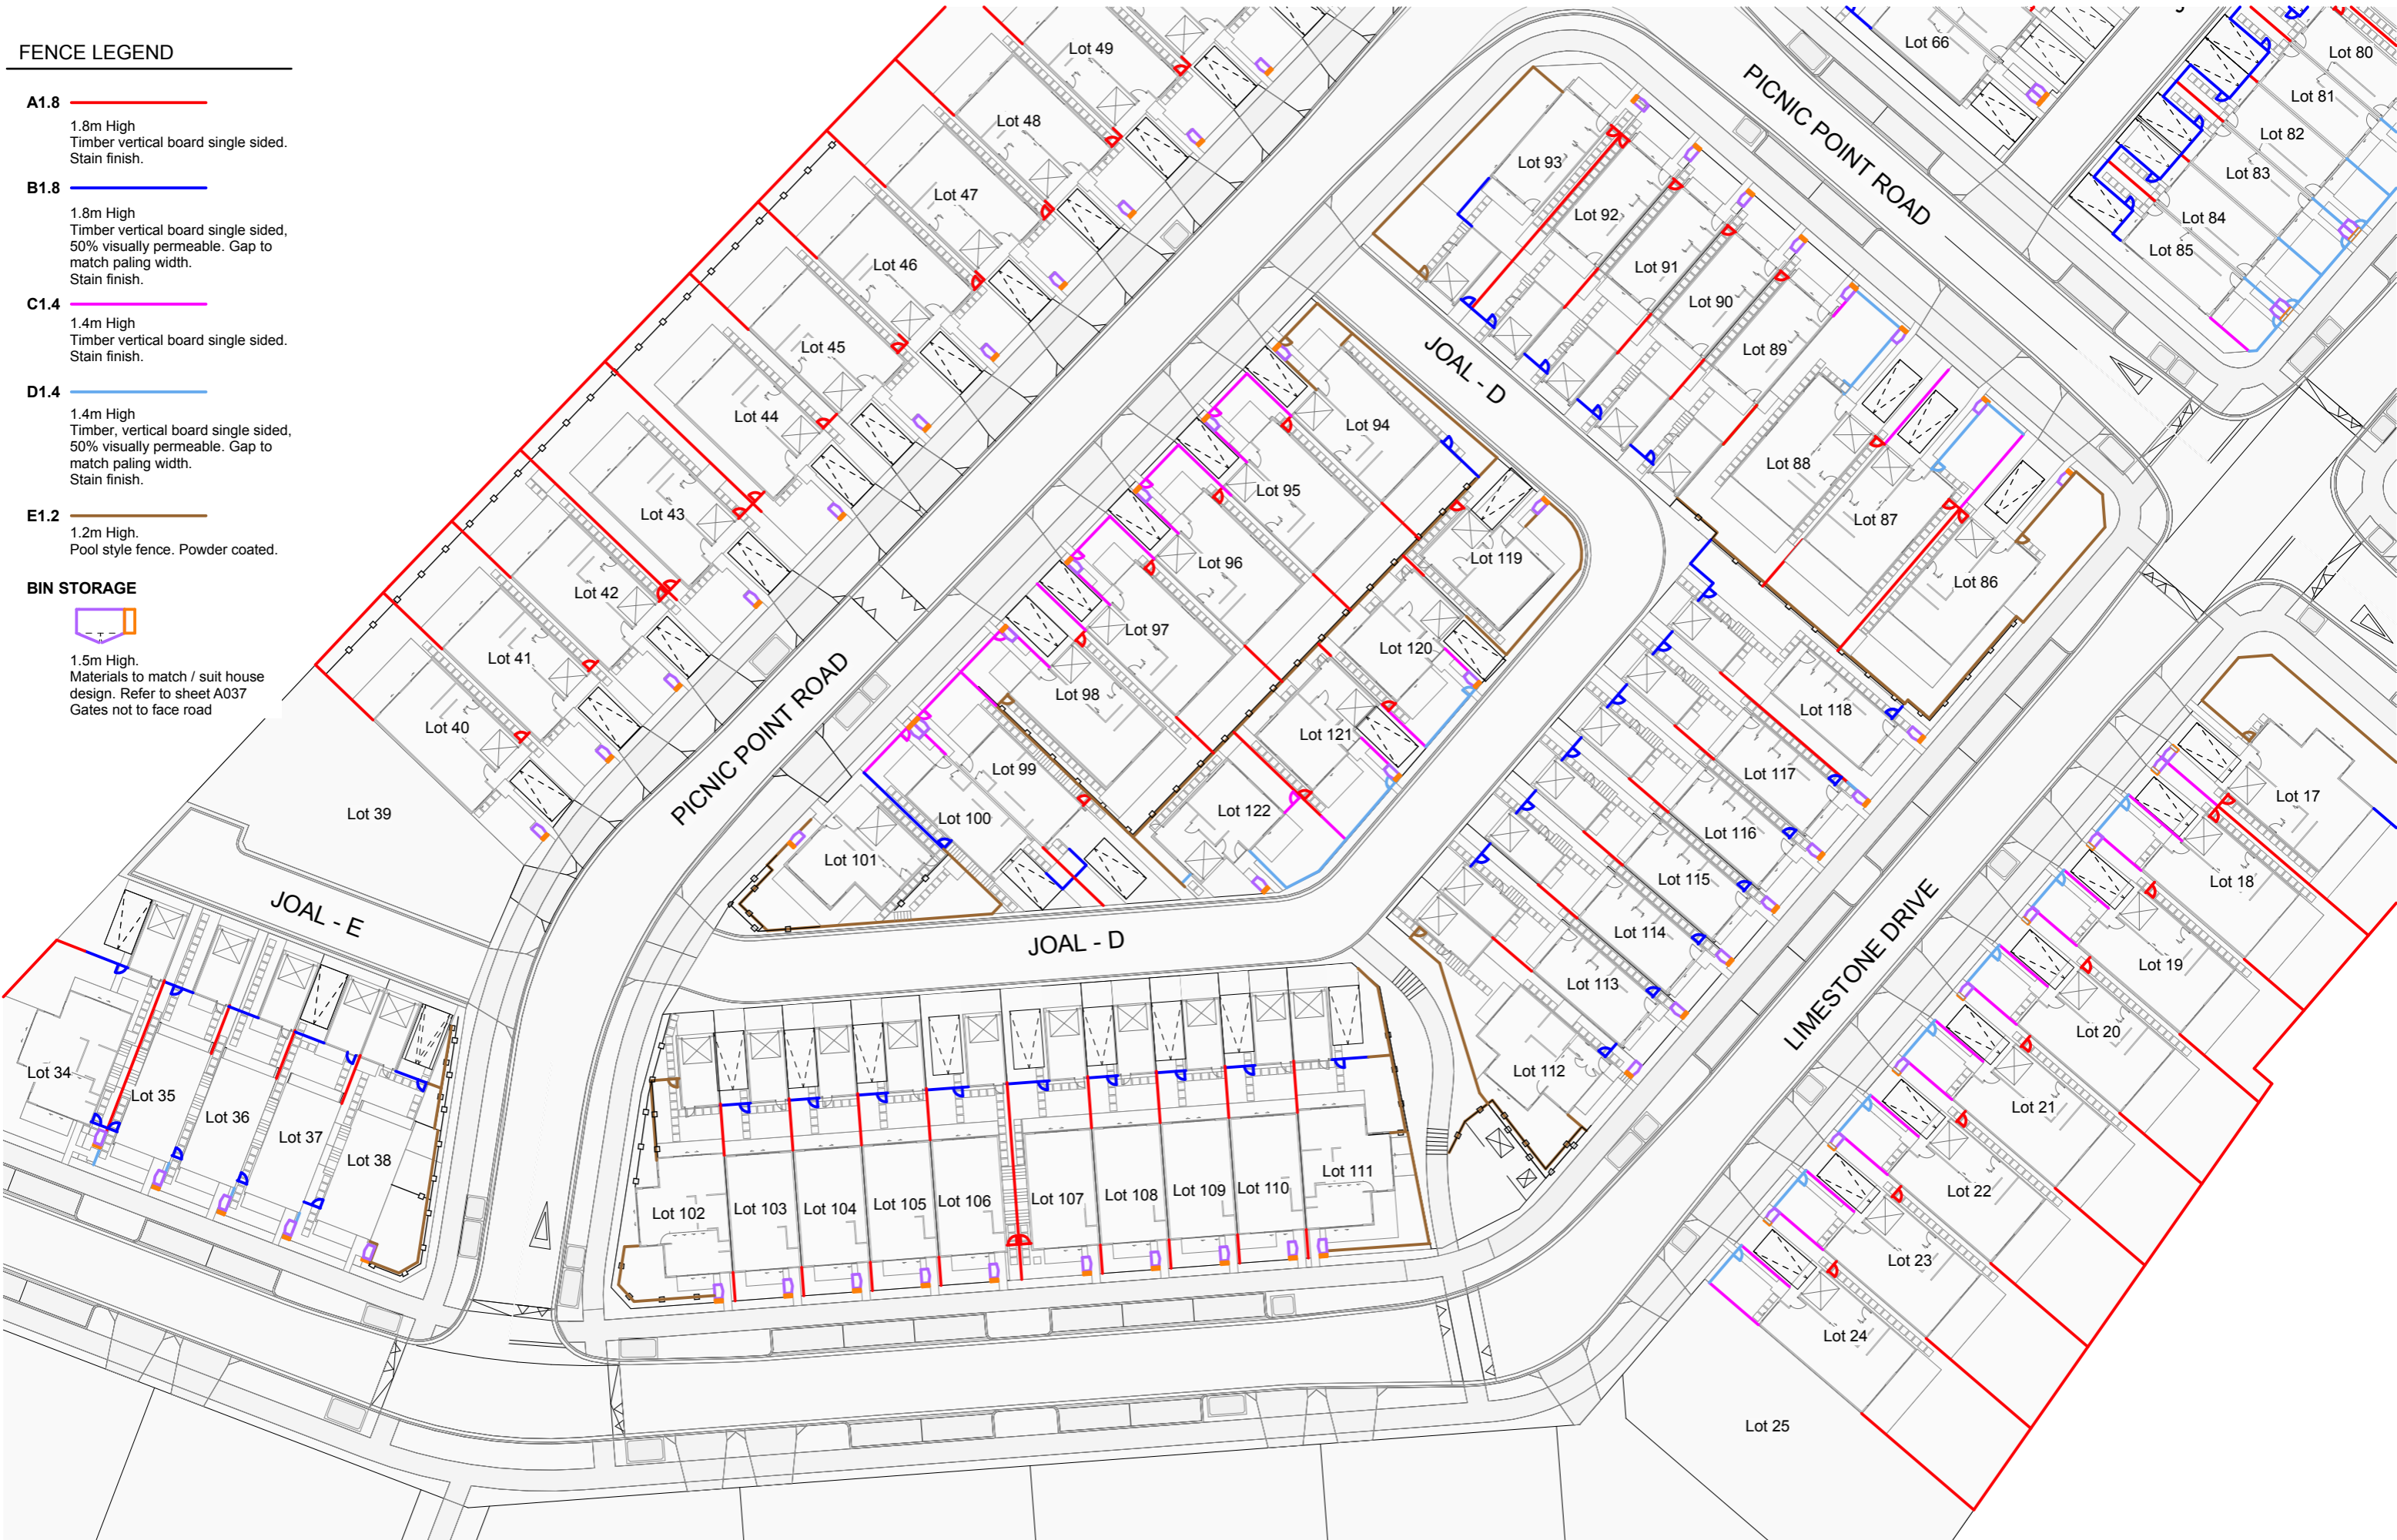 FENCE LEGEND
A1.8
1.8m High
Timber vertical board single sided.
Stain finish.
B1.8
1.8m High
Timber vertical board single sided,
50% visually permeable. Gap to
match paling width.
Stain finish.
C1.4
1.4m High
Timber vertical board single sided.
Stain finish.
D1.4
1.4m High
Timber, vertical board single sided,
50% visually permeable. Gap to
match paling width.
Stain finish.
E1.2
1.2m High.
Pool style fence. Powder coated.
BIN STORAGE
1.5m High.
Materials to match / suit house
design. Refer to sheet A037
Gates not to face road
Lot 49
Lot 48
Lot 47
Lot 46
Lot 45
Lot 44
Lot 43
Lot 42
Lot 41
Lot 40
Lot 39
PICNIC POINT ROAD
Lot 66
Lot 80
Lot 81
Lot 82
Lot 83
Lot 84
Lot 85
PICNIC POINT ROAD
Lot 93
Lot 92
Lot 91
Lot 90
Lot 89
Lot 88
Lot 87
Lot 86
JOAL - D
Lot 94
Lot 95
Lot 96
Lot 97
Lot 98
Lot 99
Lot 100
Lot 101
Lot 119
Lot 120
Lot 121
Lot 122
Lot 118
Lot 117
Lot 116
Lot 115
Lot 114
Lot 113
Lot 112
LIMESTONE DRIVE
Lot 17
Lot 18
Lot 19
Lot 20
Lot 21
Lot 22
Lot 23
Lot 24
Lot 25
JOAL - E
Lot 34
Lot 35
Lot 36
Lot 37
Lot 38
JOAL - D
Lot 102
Lot 103
Lot 104
Lot 105
Lot 106
Lot 107
Lot 108
Lot 109
Lot 110
Lot 111